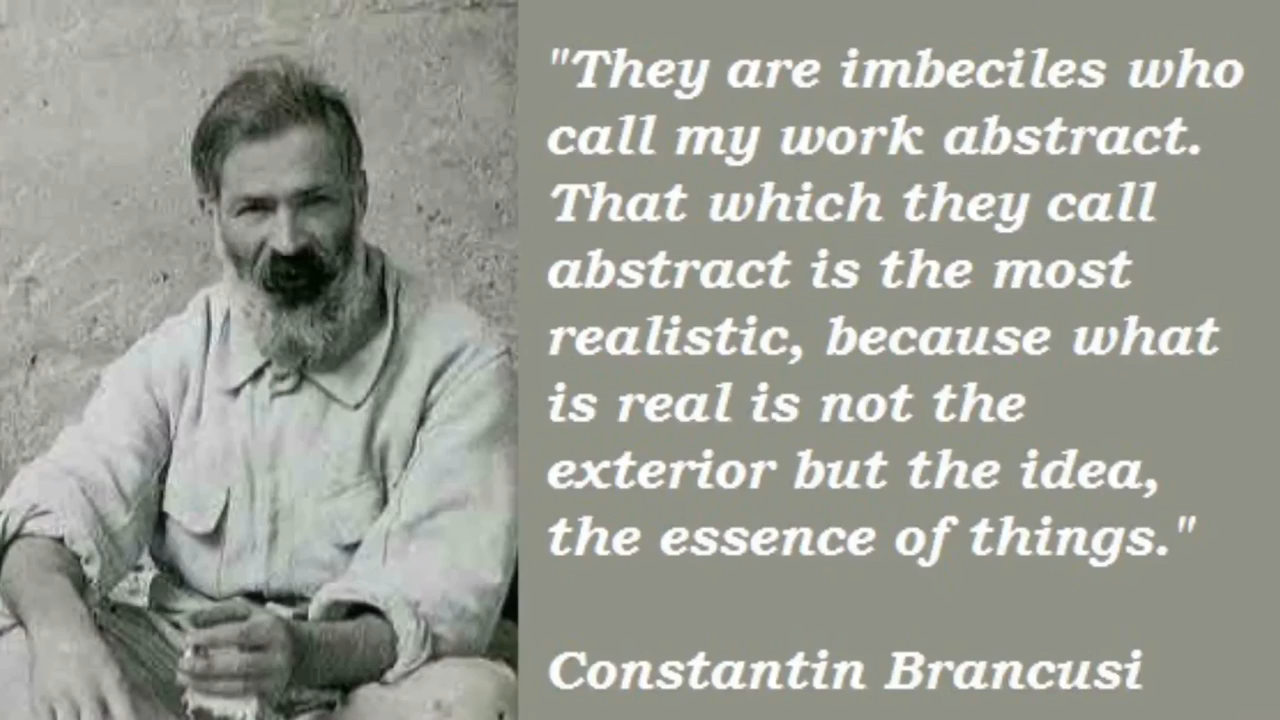 "They are imbeciles who
call my work abstract.
That which they call
abstract is the most
realistic, because what
is real is not the
exterior but the idea,
the essence of things."
Constantin Brancusi